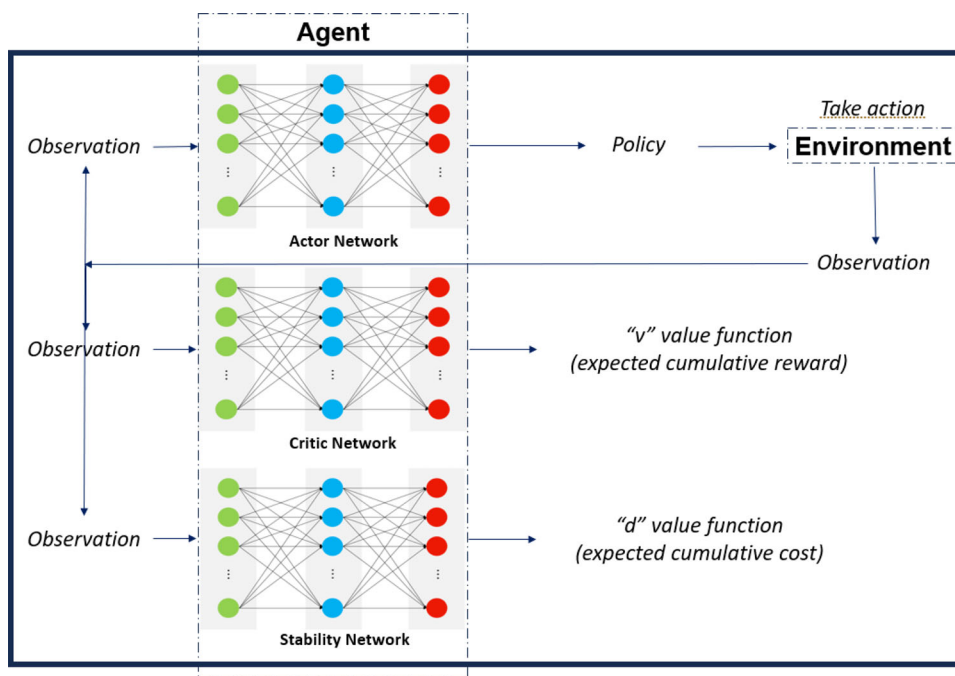 Agent
Take action
Observation
Policy
Environment
Actor Network
Observation
Observation
“v” value function
(expected cumulative reward)
Critic Network
Observation
“d” value function
(expected cumulative cost)
Stability Network